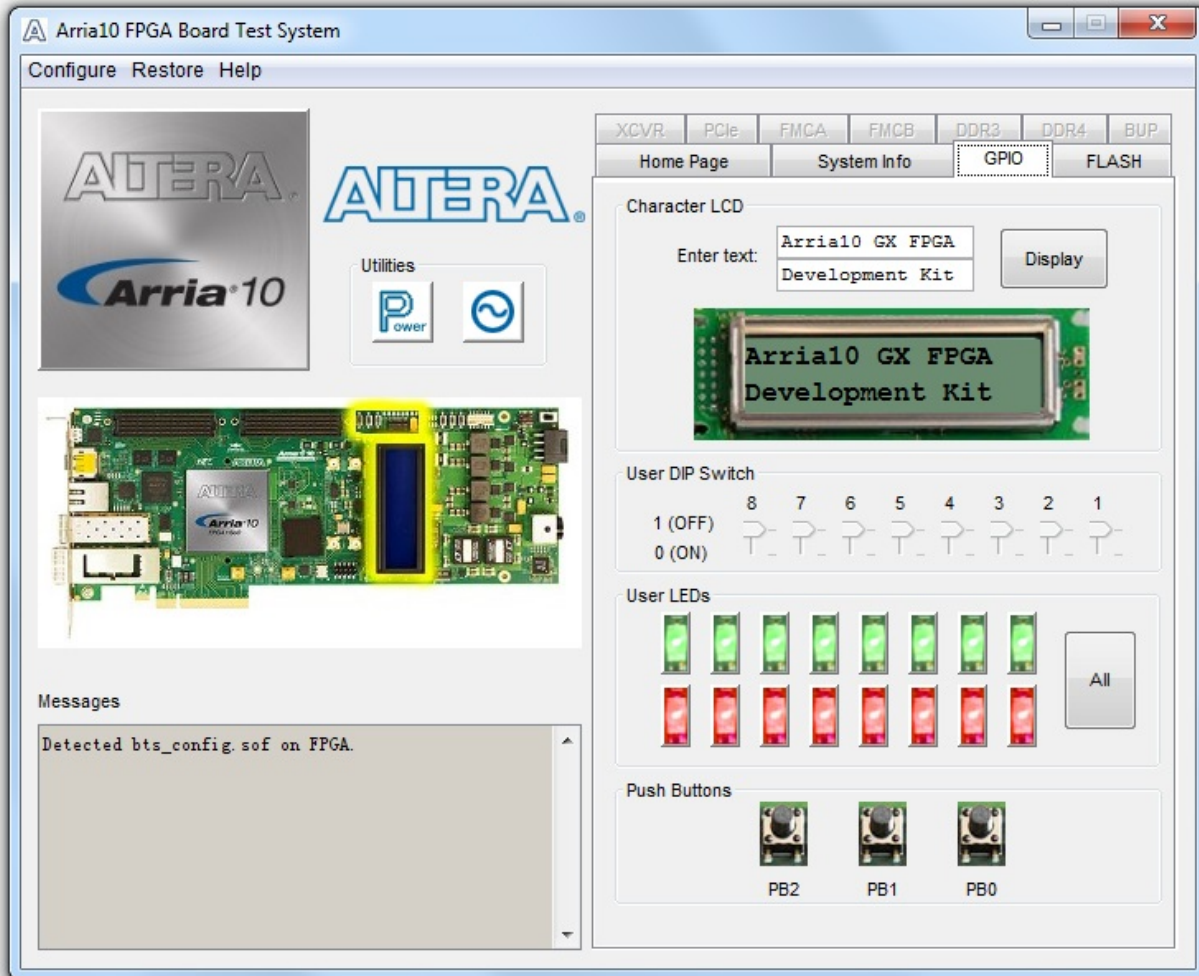 Arria10 FPGA Board Test System
Configure Restore Help
ALTERA
Arria 10
ALTERA
Utilities
Power
ALTERA
Arria 10
Messages
Detected bts_config.sof on FPGA.
XCVR PCIe FMCA FMCB DDR3 DDR4 BUP
Home Page System Info GPIO FLASH
Character LCD
Enter text:
Arria10 GX FPGA
Development Kit
Display
Arria10 GX FPGA
Development Kit
User DIP Switch
8 7 6 5 4 3 2 1
1 (OFF)
0 (ON)
User LEDs
All
Push Buttons
PB2 PB1 PB0